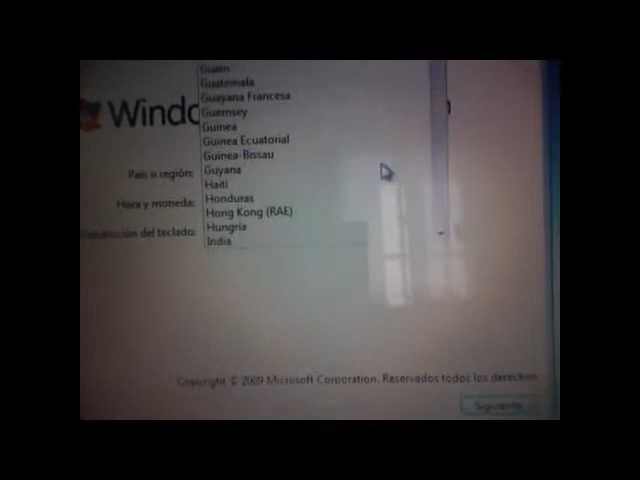 Guam
Guatemala
Guayana Francesa
Windo
Guernsey
Guinea
Guinea Ecuatorial
Guinea-Bissau
País o región:
Guyana
Haití
Hora y moneda:
Honduras
Hong Kong (RAE)
Hungría
del teclado:
India
Copyright © 2009 Microsoft Corporation. Reservados todos los derechos
Siguiente